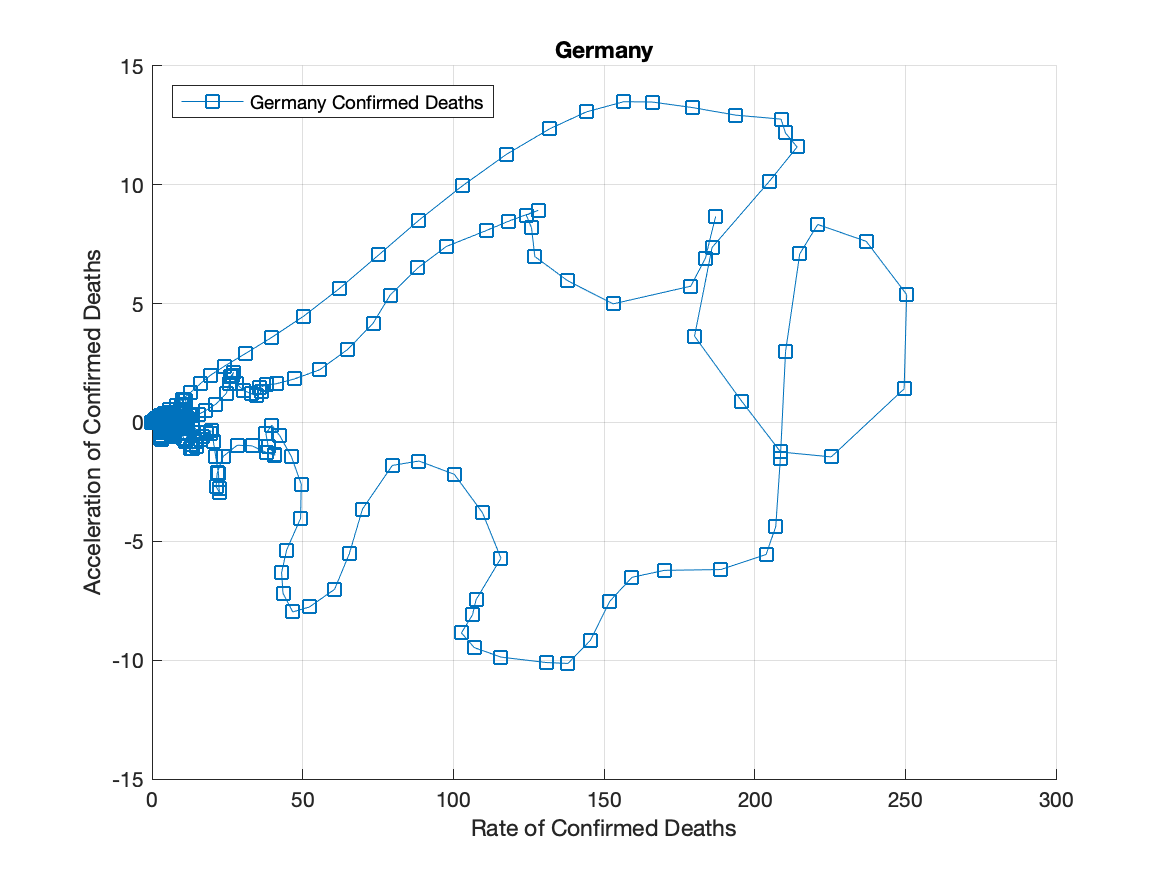 Germany
Germany Confirmed Deaths
15
10
5
0
-5
-10
-15
Acceleration of Confirmed Deaths
0 50 100 150 200 250 300
Rate of Confirmed Deaths